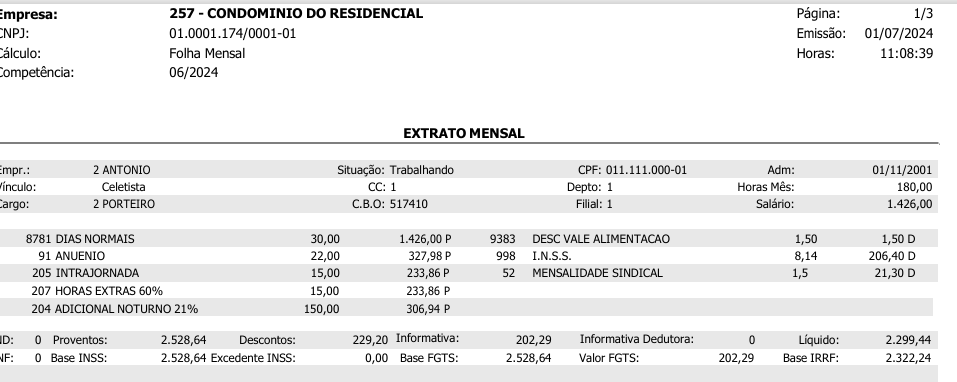 Empresa: 257 - CONDOMINIO DO RESIDENCIAL Página: 1/3
CNPJ: 01.0001.174/0001-01 Emissão: 01/07/2024
Cálculo: Folha Mensal Horas: 11:08:39
Competência: 06/2024
EXTRATO MENSAL
Empr.: 2 ANTONIO Situação: Trabalhando CPF: 011.111.000-01 Adm: 01/11/2001
Vínculo: Celetista CC: 1 Depto: 1 Horas Mês: 180,00
Cargo: 2 PORTEIRO C.B.O: 517410 Filial: 1 Salário: 1.426,00
8781 DIAS NORMAIS 30,00 1.426,00 P 9383 DESC VALE ALIMENTACAO 1,50 1,50 D
91 ANUENIO 22,00 327,98 P 998 I.N.S.S. 8,14 206,40 D
205 INTRAJORNADA 15,00 233,86 P 52 MENSALIDADE SINDICAL 1,5 21,30 D
207 HORAS EXTRAS 60% 15,00 233,86 P
204 ADICIONAL NOTURNO 21% 150,00 306,94 P
ND: 0 Proventos: 2.528,64 Descontos: 229,20 Informativa: 202,29 Informativa Dedutora: 0 Líquido: 2.299,44
NF: 0 Base INSS: 2.528,64 Excedente INSS: 0,00 Base FGTS: 2.528,64 Valor FGTS: 202,29 Base IRRF: 2.322,24